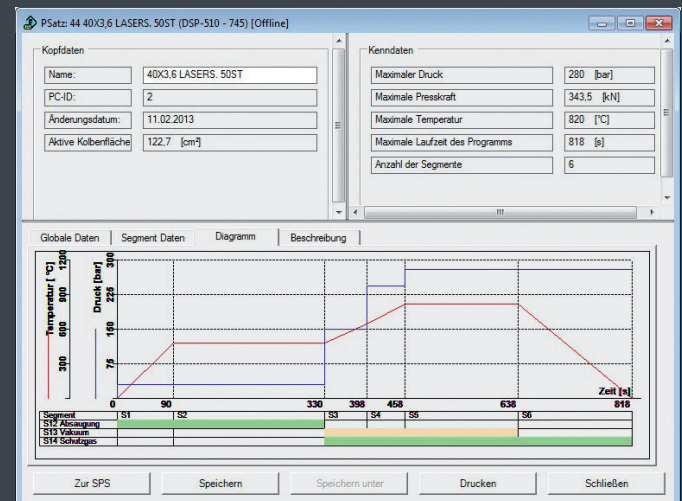 PSatz: 44 40X3,6 LASERS. 50ST (DSP-510 - 745) [Offline]
Kopfdaten
Name: 40X3,6 LASERS. 50ST
PC-ID: 2
Änderungsdatum: 11.02.2013
Aktive Kolbenfläche 122,7 [cm²]
Kenndaten
Maximaler Druck 280 [bar]
Maximale Presskraft 343,5 [kN]
Maximale Temperatur 820 [°C]
Maximale Laufzeit des Programms 818 [s]
Anzahl der Segmente 6
Globale Daten Segment Daten Diagramm Beschreibung
Temperatur [ °C]
300 600 900 1200
Druck [bar]
75 150 225 300
Zeit [s]
0 90 330 398 458 638 818
Segment S1 S2 S3 S4 S5 S6
S12 Absaugung
S13 Vakuum
S14 Schutzgas
Zur SPS Speichern Speichern unter Drucken Schließen